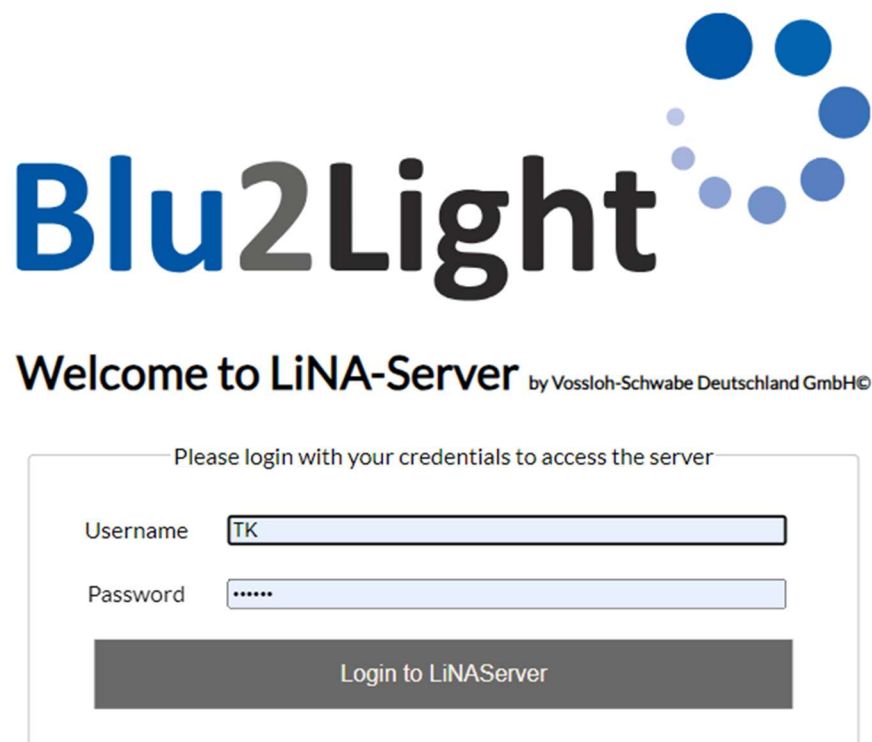 Blu2Light
Welcome to LiNA-Server by Vossloh-Schwabe Deutschland GmbH©
Please login with your credentials to access the server
Username TK
Password ••••••
Login to LiNAServer